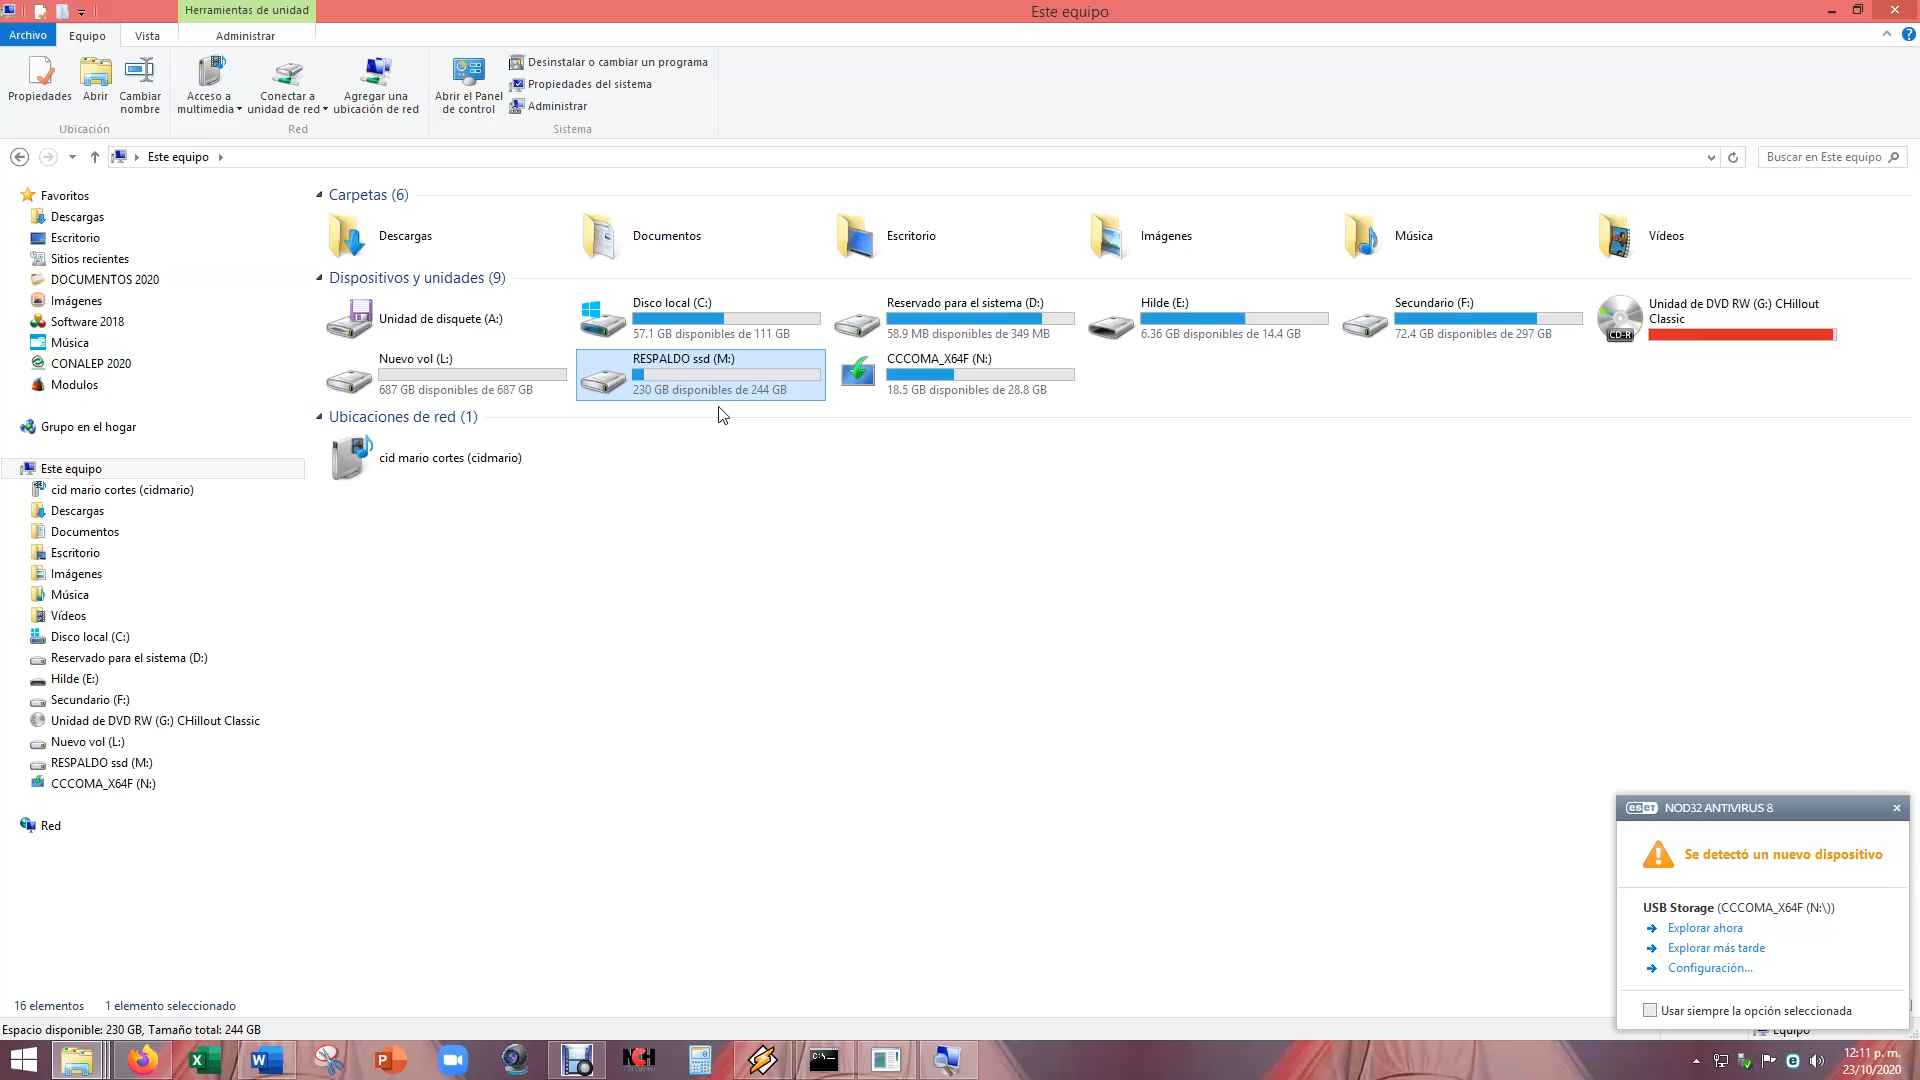 Herramientas de unidad
Este equipo
Archivo
Equipo
Vista
Administrar
Propiedades
Abrir
Cambiar
nombre
Acceso a
multimedia
Conectar a
unidad de red
Agregar una
ubicación de red
Abrir el Panel
de control
Desinstalar o cambiar un programa
Propiedades del sistema
Administrar
Ubicación
Red
Sistema
Este equipo
Buscar en Este equipo
Favoritos
Descargas
Escritorio
Sitios recientes
DOCUMENTOS 2020
Imágenes
Software 2018
Música
CONALEP 2020
Modulos
Grupo en el hogar
Este equipo
cid mario cortes (cidmario)
Descargas
Documentos
Escritorio
Imágenes
Música
Vídeos
Disco local (C:)
Reservado para el sistema (D:)
Hilde (E:)
Secundario (F:)
Unidad de DVD RW (G:) CHillout Classic
Nuevo vol (L:)
RESPALDO ssd (M:)
CCCOMA_X64F (N:)
Red
Carpetas (6)
Descargas
Documentos
Escritorio
Imágenes
Música
Vídeos
Dispositivos y unidades (9)
Unidad de disquete (A:)
Disco local (C:)
57.1 GB disponibles de 111 GB
Reservado para el sistema (D:)
58.9 MB disponibles de 349 MB
Hilde (E:)
6.36 GB disponibles de 14.4 GB
Secundario (F:)
72.4 GB disponibles de 297 GB
CD-R
Unidad de DVD RW (G:) CHillout
Classic
Nuevo vol (L:)
687 GB disponibles de 687 GB
RESPALDO ssd (M:)
230 GB disponibles de 244 GB
CCCOMA_X64F (N:)
18.5 GB disponibles de 28.8 GB
Ubicaciones de red (1)
cid mario cortes (cidmario)
eset NOD32 ANTIVIRUS 8
Se detectó un nuevo dispositivo
USB Storage (CCCOMA_X64F (N:\))
Explorar ahora
Explorar más tarde
Configuración...
Usar siempre la opción seleccionada
16 elementos
1 elemento seleccionado
Espacio disponible: 230 GB, Tamaño total: 244 GB
Equipo
NCH
C:\
12:11 p. m.
23/10/2020